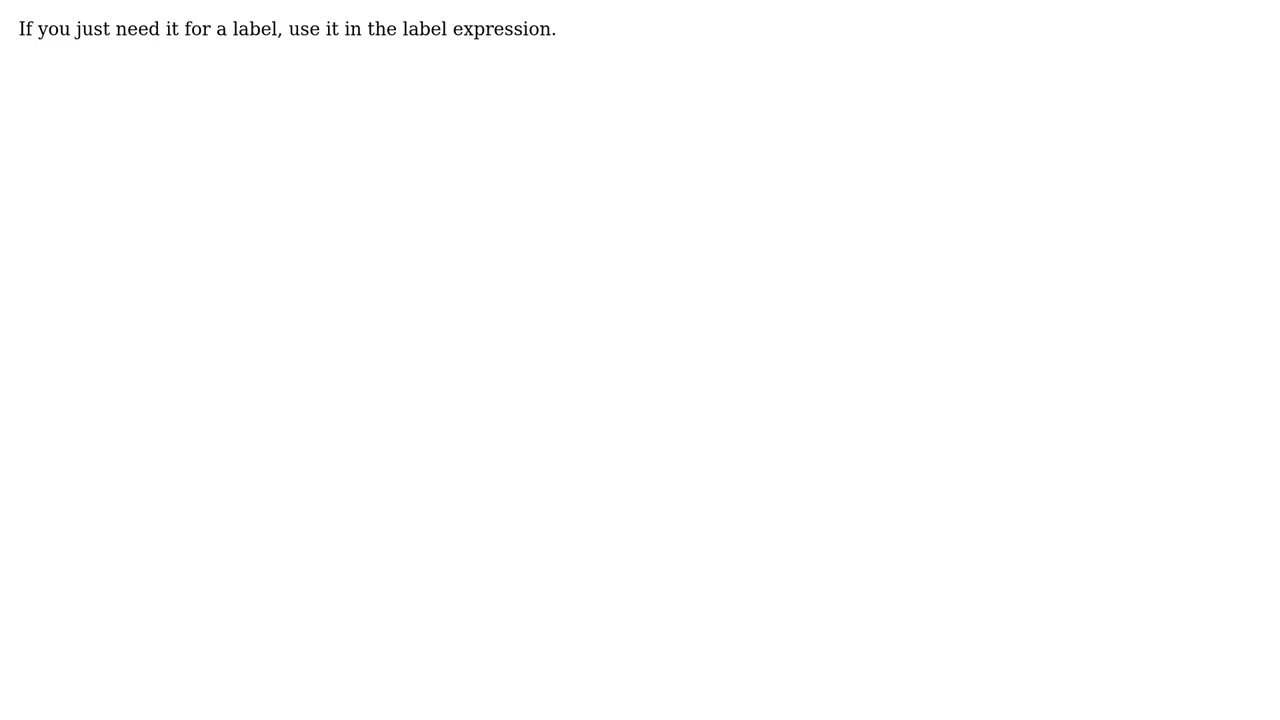 If you just need it for a label, use it in the label expression.